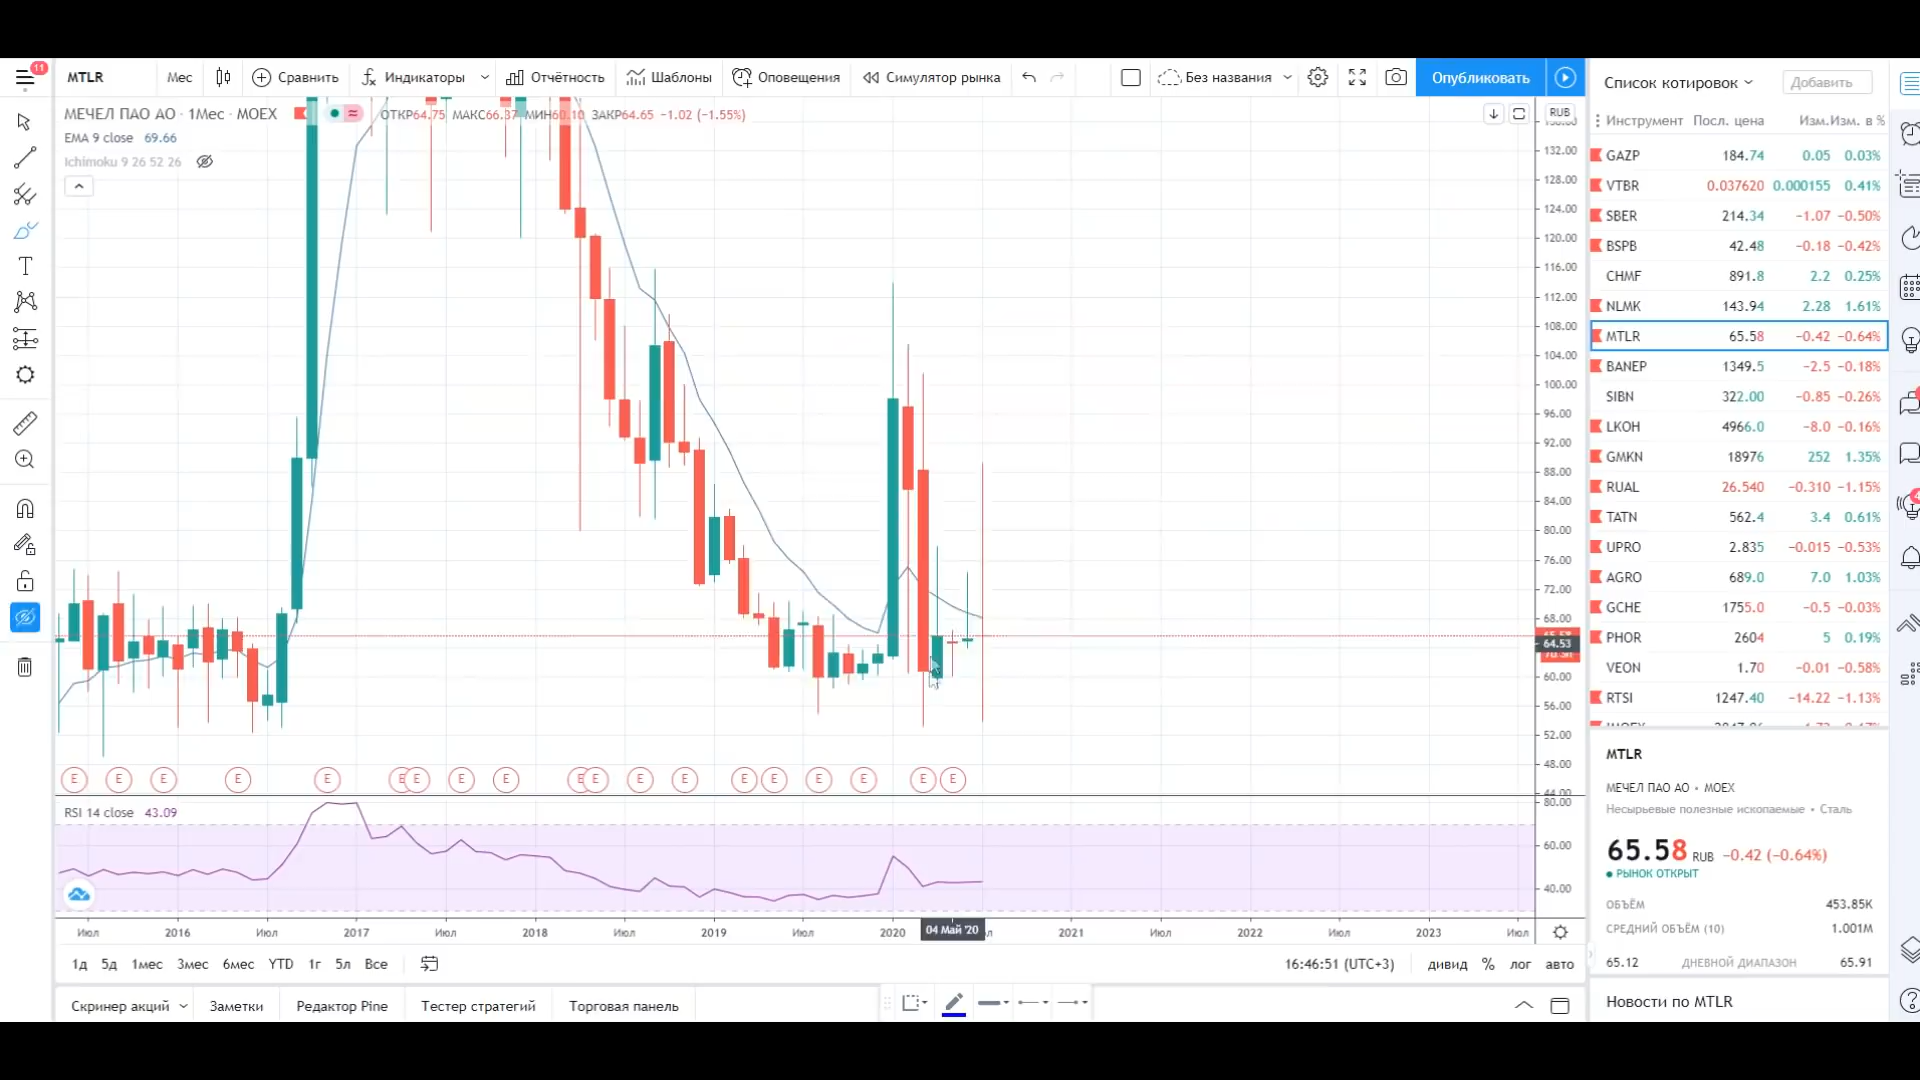 11
MTLR Мес Сравнить Индикаторы Отчётность Шаблоны Оповещения Симулятор рынка Без названия Опубликовать
МЕЧЕЛ ПАО АО · 1Мес · MOEX ОТКР64.75 МАКС66.37 МИН60.10 ЗАКР64.65 −1.02 (−1.55%)
EMA 9 close 69.66
Ichimoku 9 26 52 26
RUB
132.00
128.00
124.00
120.00
116.00
112.00
108.00
104.00
100.00
96.00
92.00
88.00
84.00
80.00
76.00
72.00
68.00
64.53
60.00
56.00
52.00
48.00
44.00
E E E E E E E E E E E E E E E E E E E
RSI 14 close 43.09
80.00
60.00
40.00
Июл 2016 Июл 2017 Июл 2018 Июл 2019 Июл 2020 04 Май '20 2021 Июл 2022 Июл 2023 Июл
1д 5д 1мес 3мес 6мес YTD 1г 5л Все 16:46:51 (UTC+3) дивид % лог авто
Скринер акций Заметки Редактор Pine Тестер стратегий Торговая панель
Список котировок Добавить
Инструмент Посл. цена Изм. Изм. в %
GAZP 184.74 0.05 0.03%
VTBR 0.037620 0.000155 0.41%
SBER 214.34 −1.07 −0.50%
BSPB 42.48 −0.18 −0.42%
CHMF 891.8 2.2 0.25%
NLMK 143.94 2.28 1.61%
MTLR 65.58 −0.42 −0.64%
BANEP 1349.5 −2.5 −0.18%
SIBN 322.00 −0.85 −0.26%
LKOH 4966.0 −8.0 −0.16%
GMKN 18976 252 1.35%
RUAL 26.540 −0.310 −1.15%
TATN 562.4 3.4 0.61%
UPRO 2.835 −0.015 −0.53%
AGRO 689.0 7.0 1.03%
GCHE 1755.0 −0.5 −0.03%
PHOR 2604 5 0.19%
VEON 1.70 −0.01 −0.58%
RTSI 1247.40 −14.22 −1.13%
MTLR
МЕЧЕЛ ПАО АО • MOEX
Несырьевые полезные ископаемые • Сталь
65.58 RUB −0.42 (−0.64%)
РЫНОК ОТКРЫТ
ОБЪЁМ 453.85K
СРЕДНИЙ ОБЪЁМ (10) 1.001M
65.12 ДНЕВНОЙ ДИАПАЗОН 65.91
Новости по MTLR